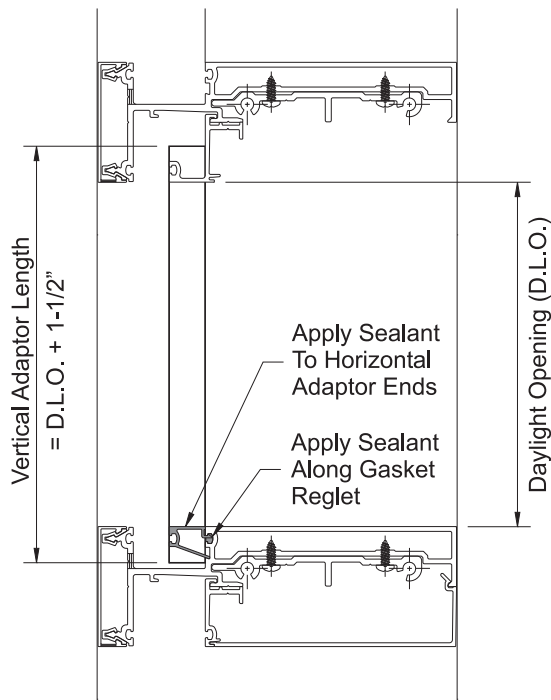 Vertical Adaptor Length
= D.L.O. + 1-1/2”
Apply Sealant
To Horizontal
Adaptor Ends
Apply Sealant
Along Gasket
Reglet
Daylight Opening (D.L.O.)